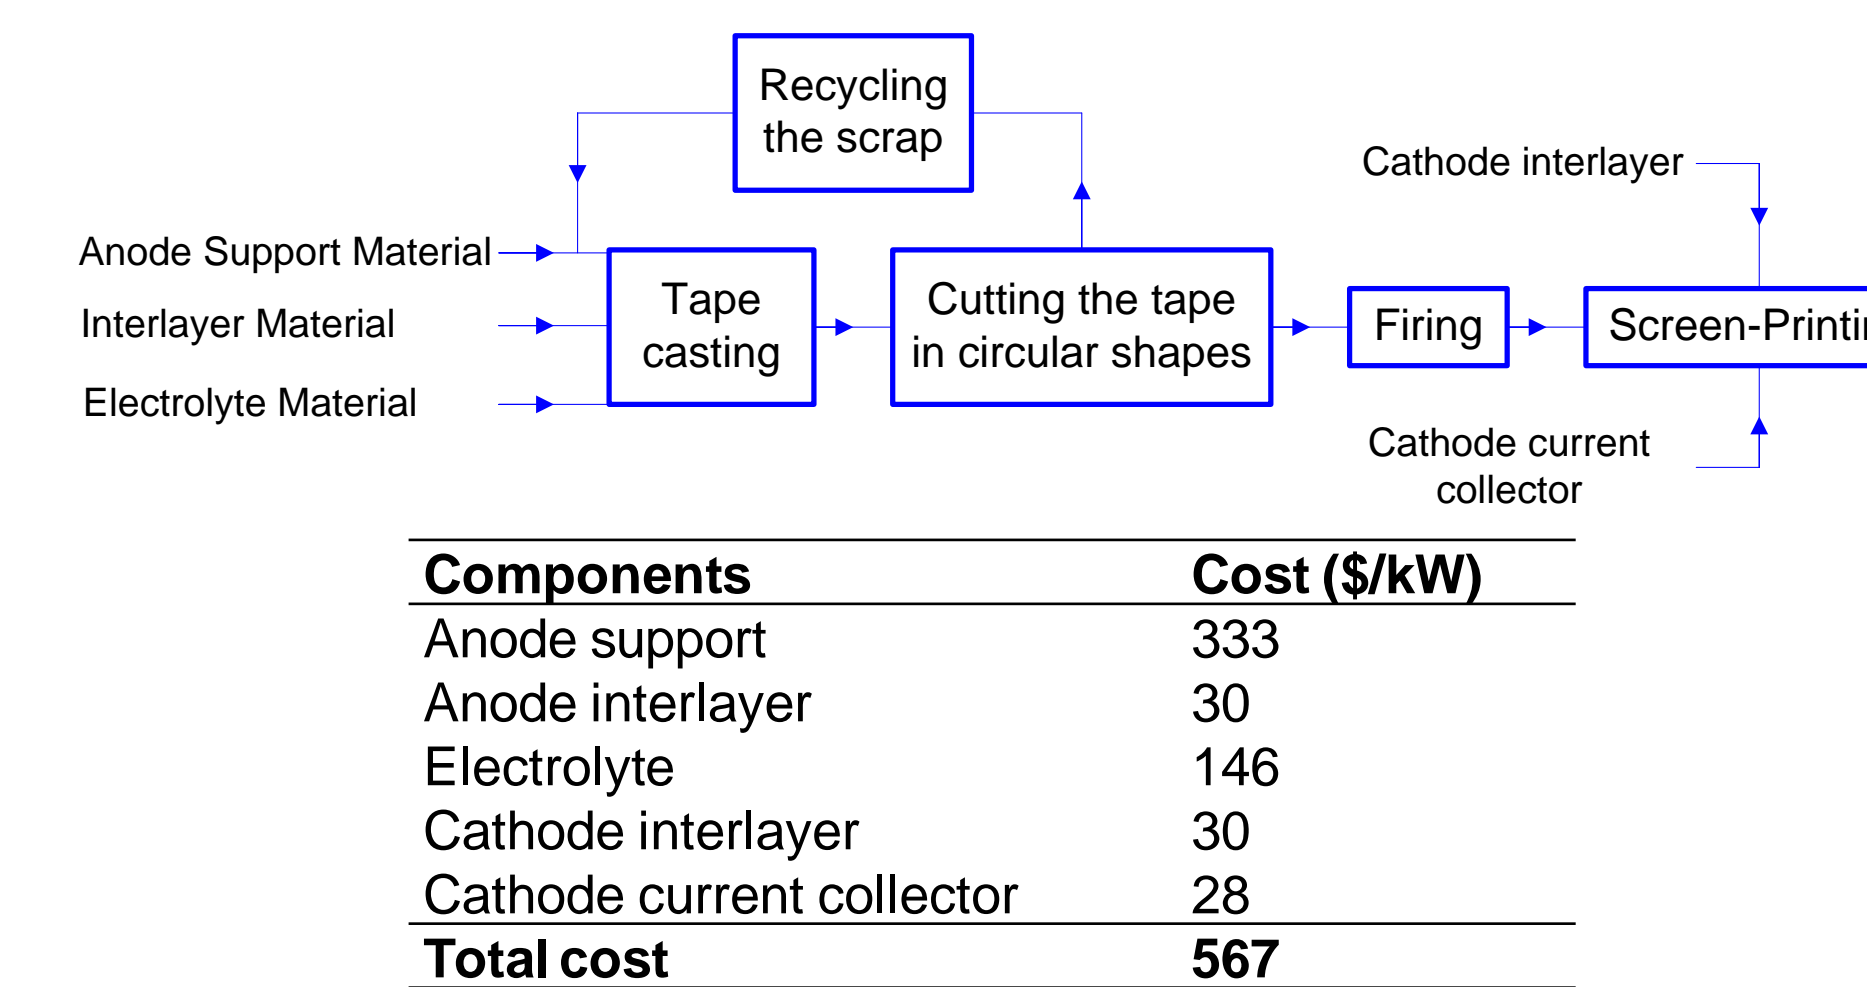 Recycling
the scrap
Cathode interlayer
Anode Support Material
Interlayer Material
Electrolyte Material
Tape
casting
Cutting the tape
in circular shapes
Firing
Screen-Printin
Cathode current
collector
Components Cost ($/kW)
Anode support 333
Anode interlayer 30
Electrolyte 146
Cathode interlayer 30
Cathode current collector 28
Total cost 567